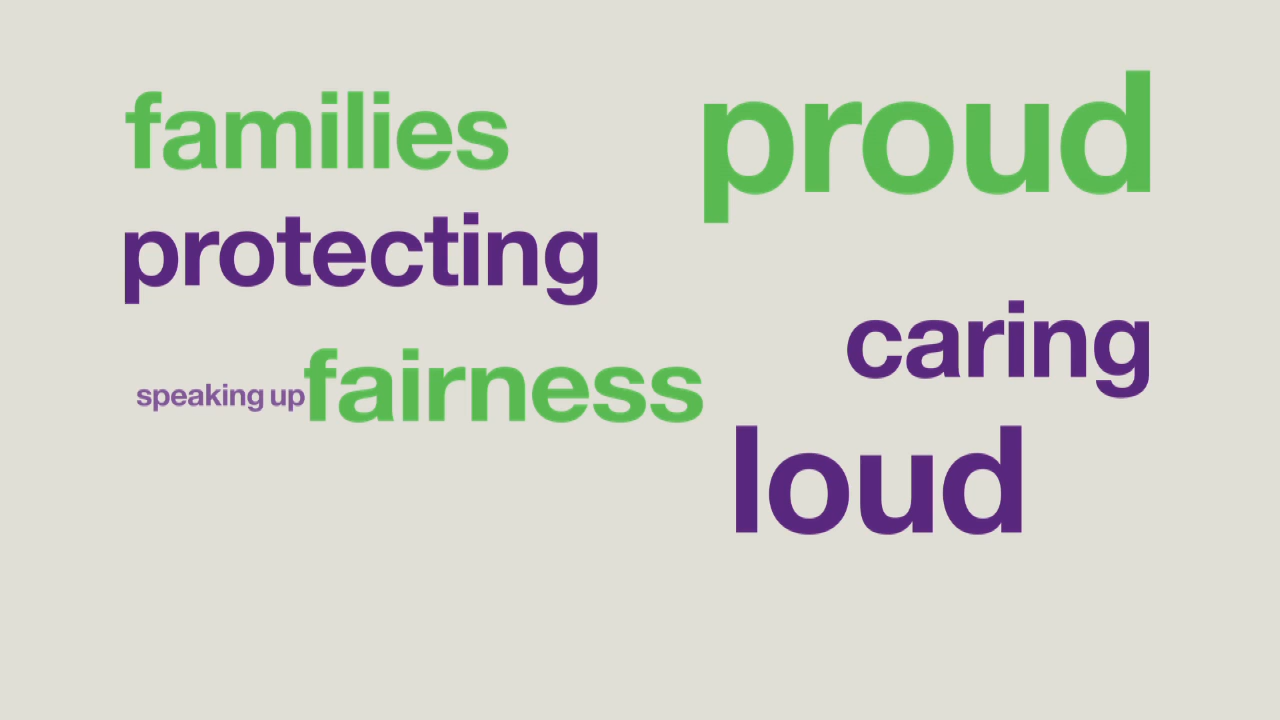 families
proud
protecting
caring
speaking up
fairness
loud